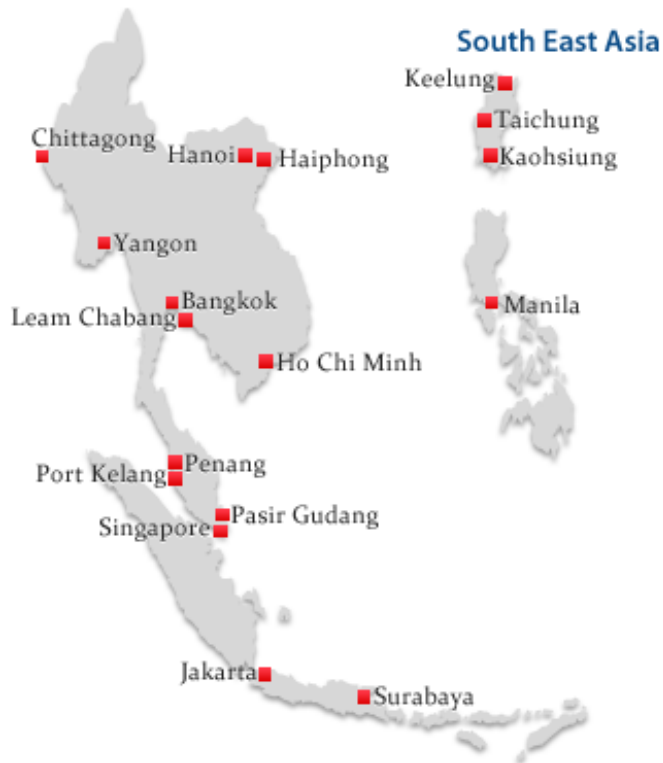 South East Asia
Keelung
Taichung
Chittagong
Hanoi
Haiphong
Kaohsiung
Yangon
Bangkok
Manila
Leam Chabang
Ho Chi Minh
Penang
Port Kelang
Pasir Gudang
Singapore
Jakarta
Surabaya